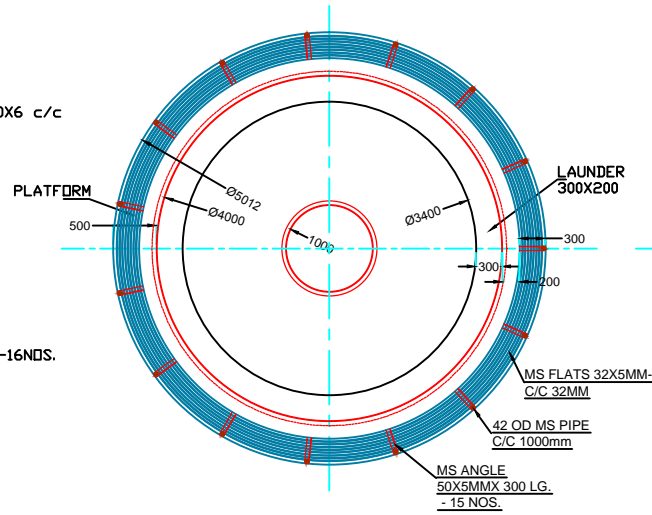 0X6 c/c
PLATFORM
500
Ø5012
Ø4000
1000
Ø3400
LAUNDER
300X200
300
300
200
-16NOS.
MS FLATS 32X5MM-
C/C 32MM
42 OD MS PIPE
C/C 1000mm
MS ANGLE
50X5MMX 300 LG.
- 15 NOS.